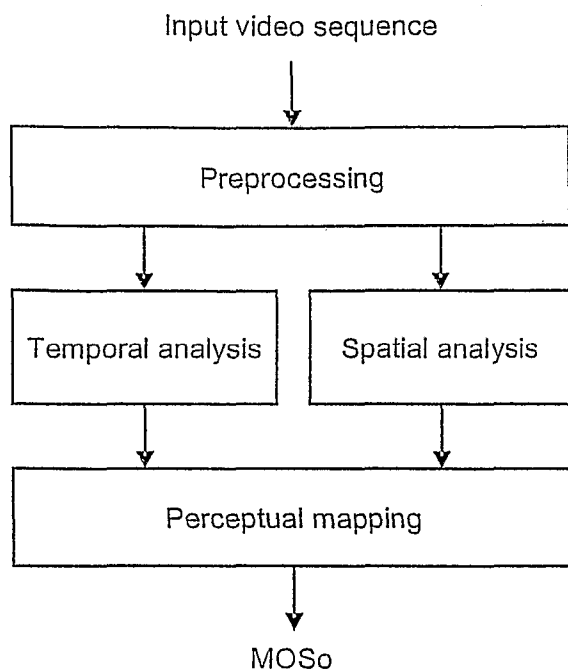 Input video sequence
Preprocessing
Temporal analysis
Spatial analysis
Perceptual mapping
MOSo